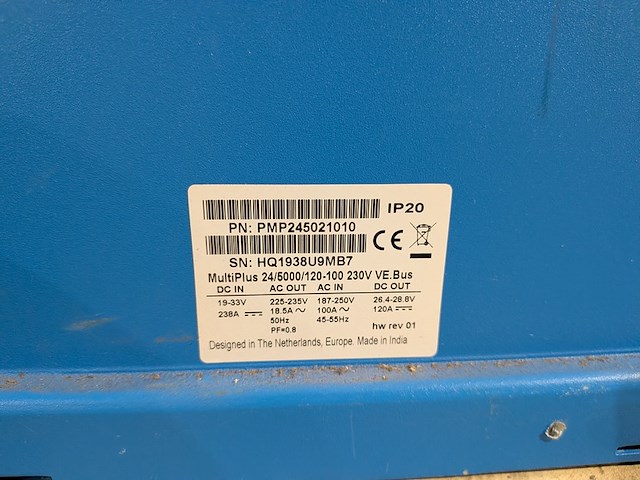 IP20
PN: PMP245021010
CE
SN: HQ1938U9MB7
MultiPlus 24/5000/120-100 230V VE.Bus
DC IN AC OUT AC IN DC OUT
19-33V 225-235V 187-250V 26.4-28.8V
238A 18.5A ~ 100A ~ 120A
50Hz 45-55Hz
PF=0.8 hw rev 01
Designed in The Netherlands, Europe. Made in India